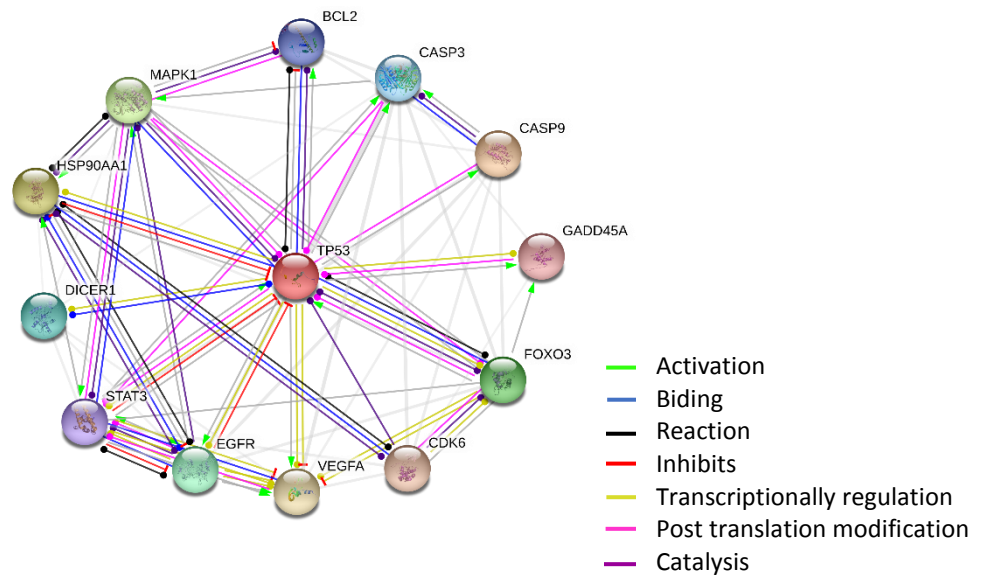 BCL2
CASP3
MAPK1
CASP9
HSP90AA1
GADD45A
TP53
DICER1
FOXO3
STAT3
EGFR
CDK6
VEGFA
Activation
Biding
Reaction
Inhibits
Transcriptionally regulation
Post translation modification
Catalysis